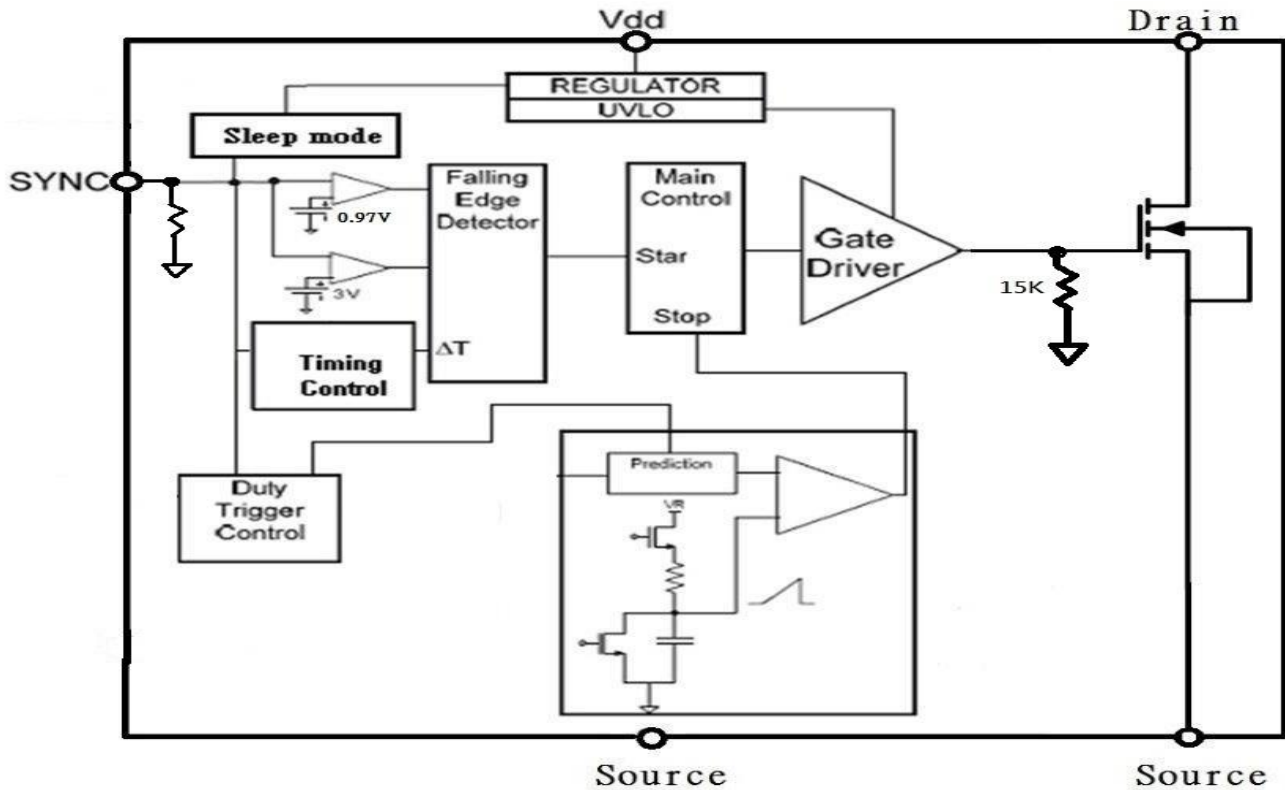 Vdd
Drain
REGULATOR
UVLO
Sleep mode
SYNC
0.97V
3V
Falling
Edge
Detector
ΔT
Main
Control
Star
Stop
Gate
Driver
15K
Timing
Control
Duty
Trigger
Control
Prediction
VR
Source
Source